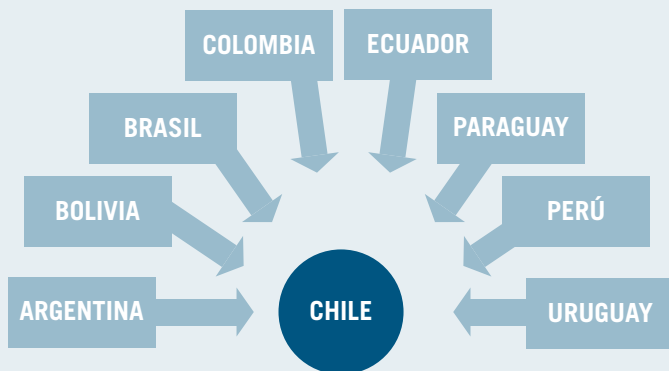 COLOMBIA
ECUADOR
BRASIL
PARAGUAY
BOLIVIA
PERÚ
ARGENTINA
CHILE
URUGUAY